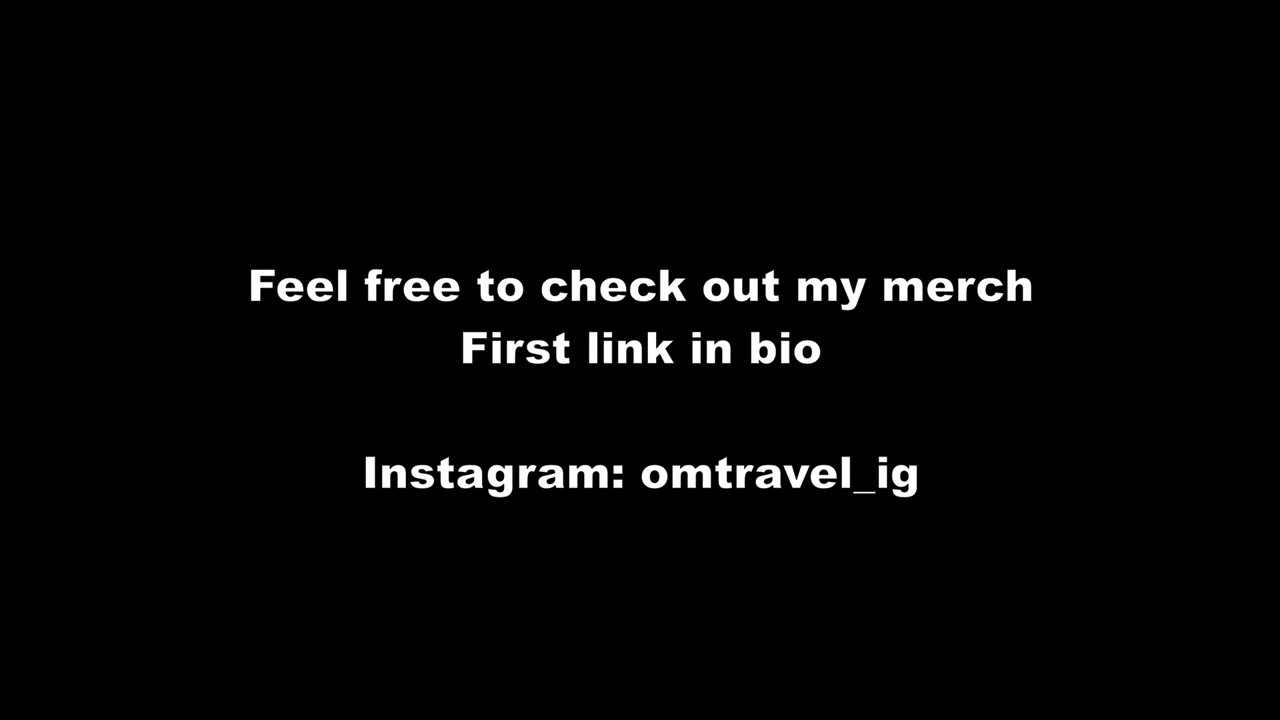 Feel free to check out my merch
First link in bio
Instagram: omtravel_ig